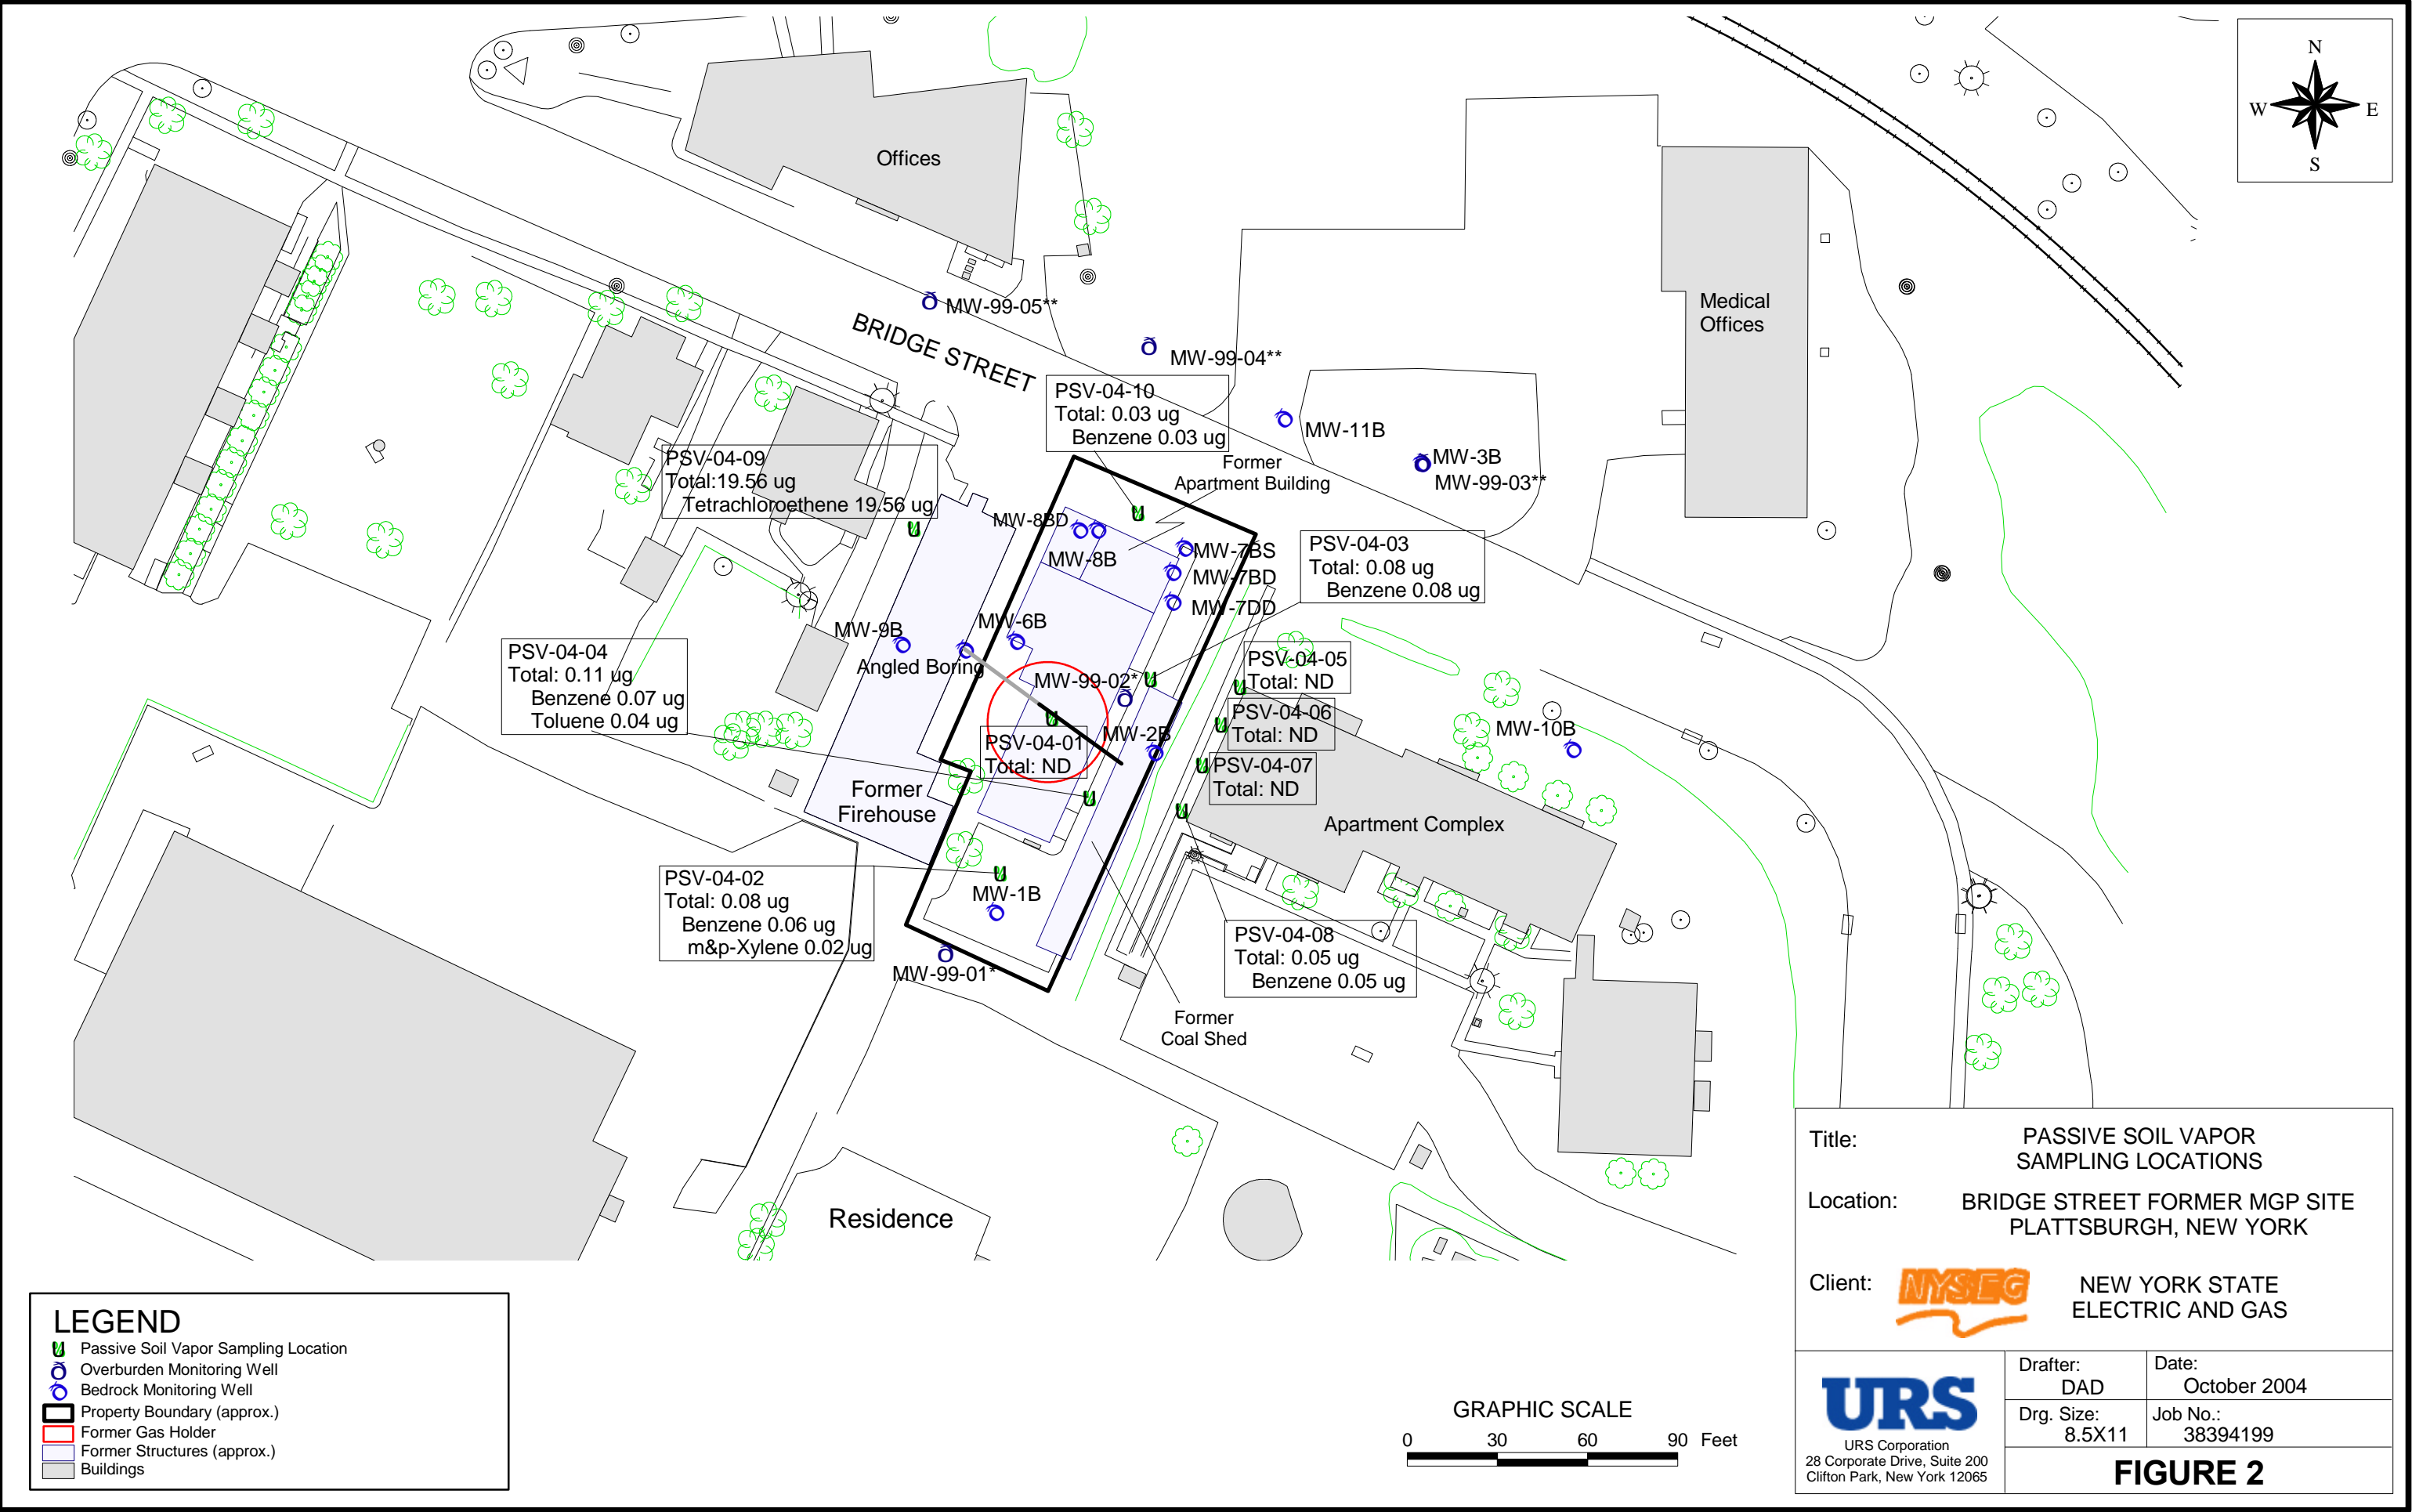 N
W E
S
Offices
Medical
Offices
MW-99-05**
BRIDGE STREET
MW-99-04**
PSV-04-10
Total: 0.03 ug
Benzene 0.03 ug
MW-11B
MW-3B
MW-99-03**
Former
Apartment Building
PSV-04-09
Total:19.56 ug
Tetrachloroethene 19.56 ug
MW-8BD
MW-8B
MW-7BS
MW-7BD
MW-7DD
PSV-04-03
Total: 0.08 ug
Benzene 0.08 ug
MW-9B
MW-6B
Angled Boring
MW-99-02*
PSV-04-04
Total: 0.11 ug
Benzene 0.07 ug
Toluene 0.04 ug
PSV-04-05
Total: ND
PSV-04-06
Total: ND
PSV-04-07
Total: ND
PSV-04-01
Total: ND
MW-2B
MW-10B
Former
Firehouse
Apartment Complex
PSV-04-02
Total: 0.08 ug
Benzene 0.06 ug
m&p-Xylene 0.02 ug
MW-1B
MW-99-01*
PSV-04-08
Total: 0.05 ug
Benzene 0.05 ug
Former
Coal Shed
Residence
LEGEND
Passive Soil Vapor Sampling Location
Overburden Monitoring Well
Bedrock Monitoring Well
Property Boundary (approx.)
Former Gas Holder
Former Structures (approx.)
Buildings
GRAPHIC SCALE
0 30 60 90 Feet
Title: PASSIVE SOIL VAPOR
SAMPLING LOCATIONS
Location: BRIDGE STREET FORMER MGP SITE
PLATTSBURGH, NEW YORK
Client: NYSEG NEW YORK STATE
ELECTRIC AND GAS
URS
URS Corporation
28 Corporate Drive, Suite 200
Clifton Park, New York 12065
Drafter:
DAD
Date:
October 2004
Drg. Size:
8.5X11
Job No.:
38394199
FIGURE 2